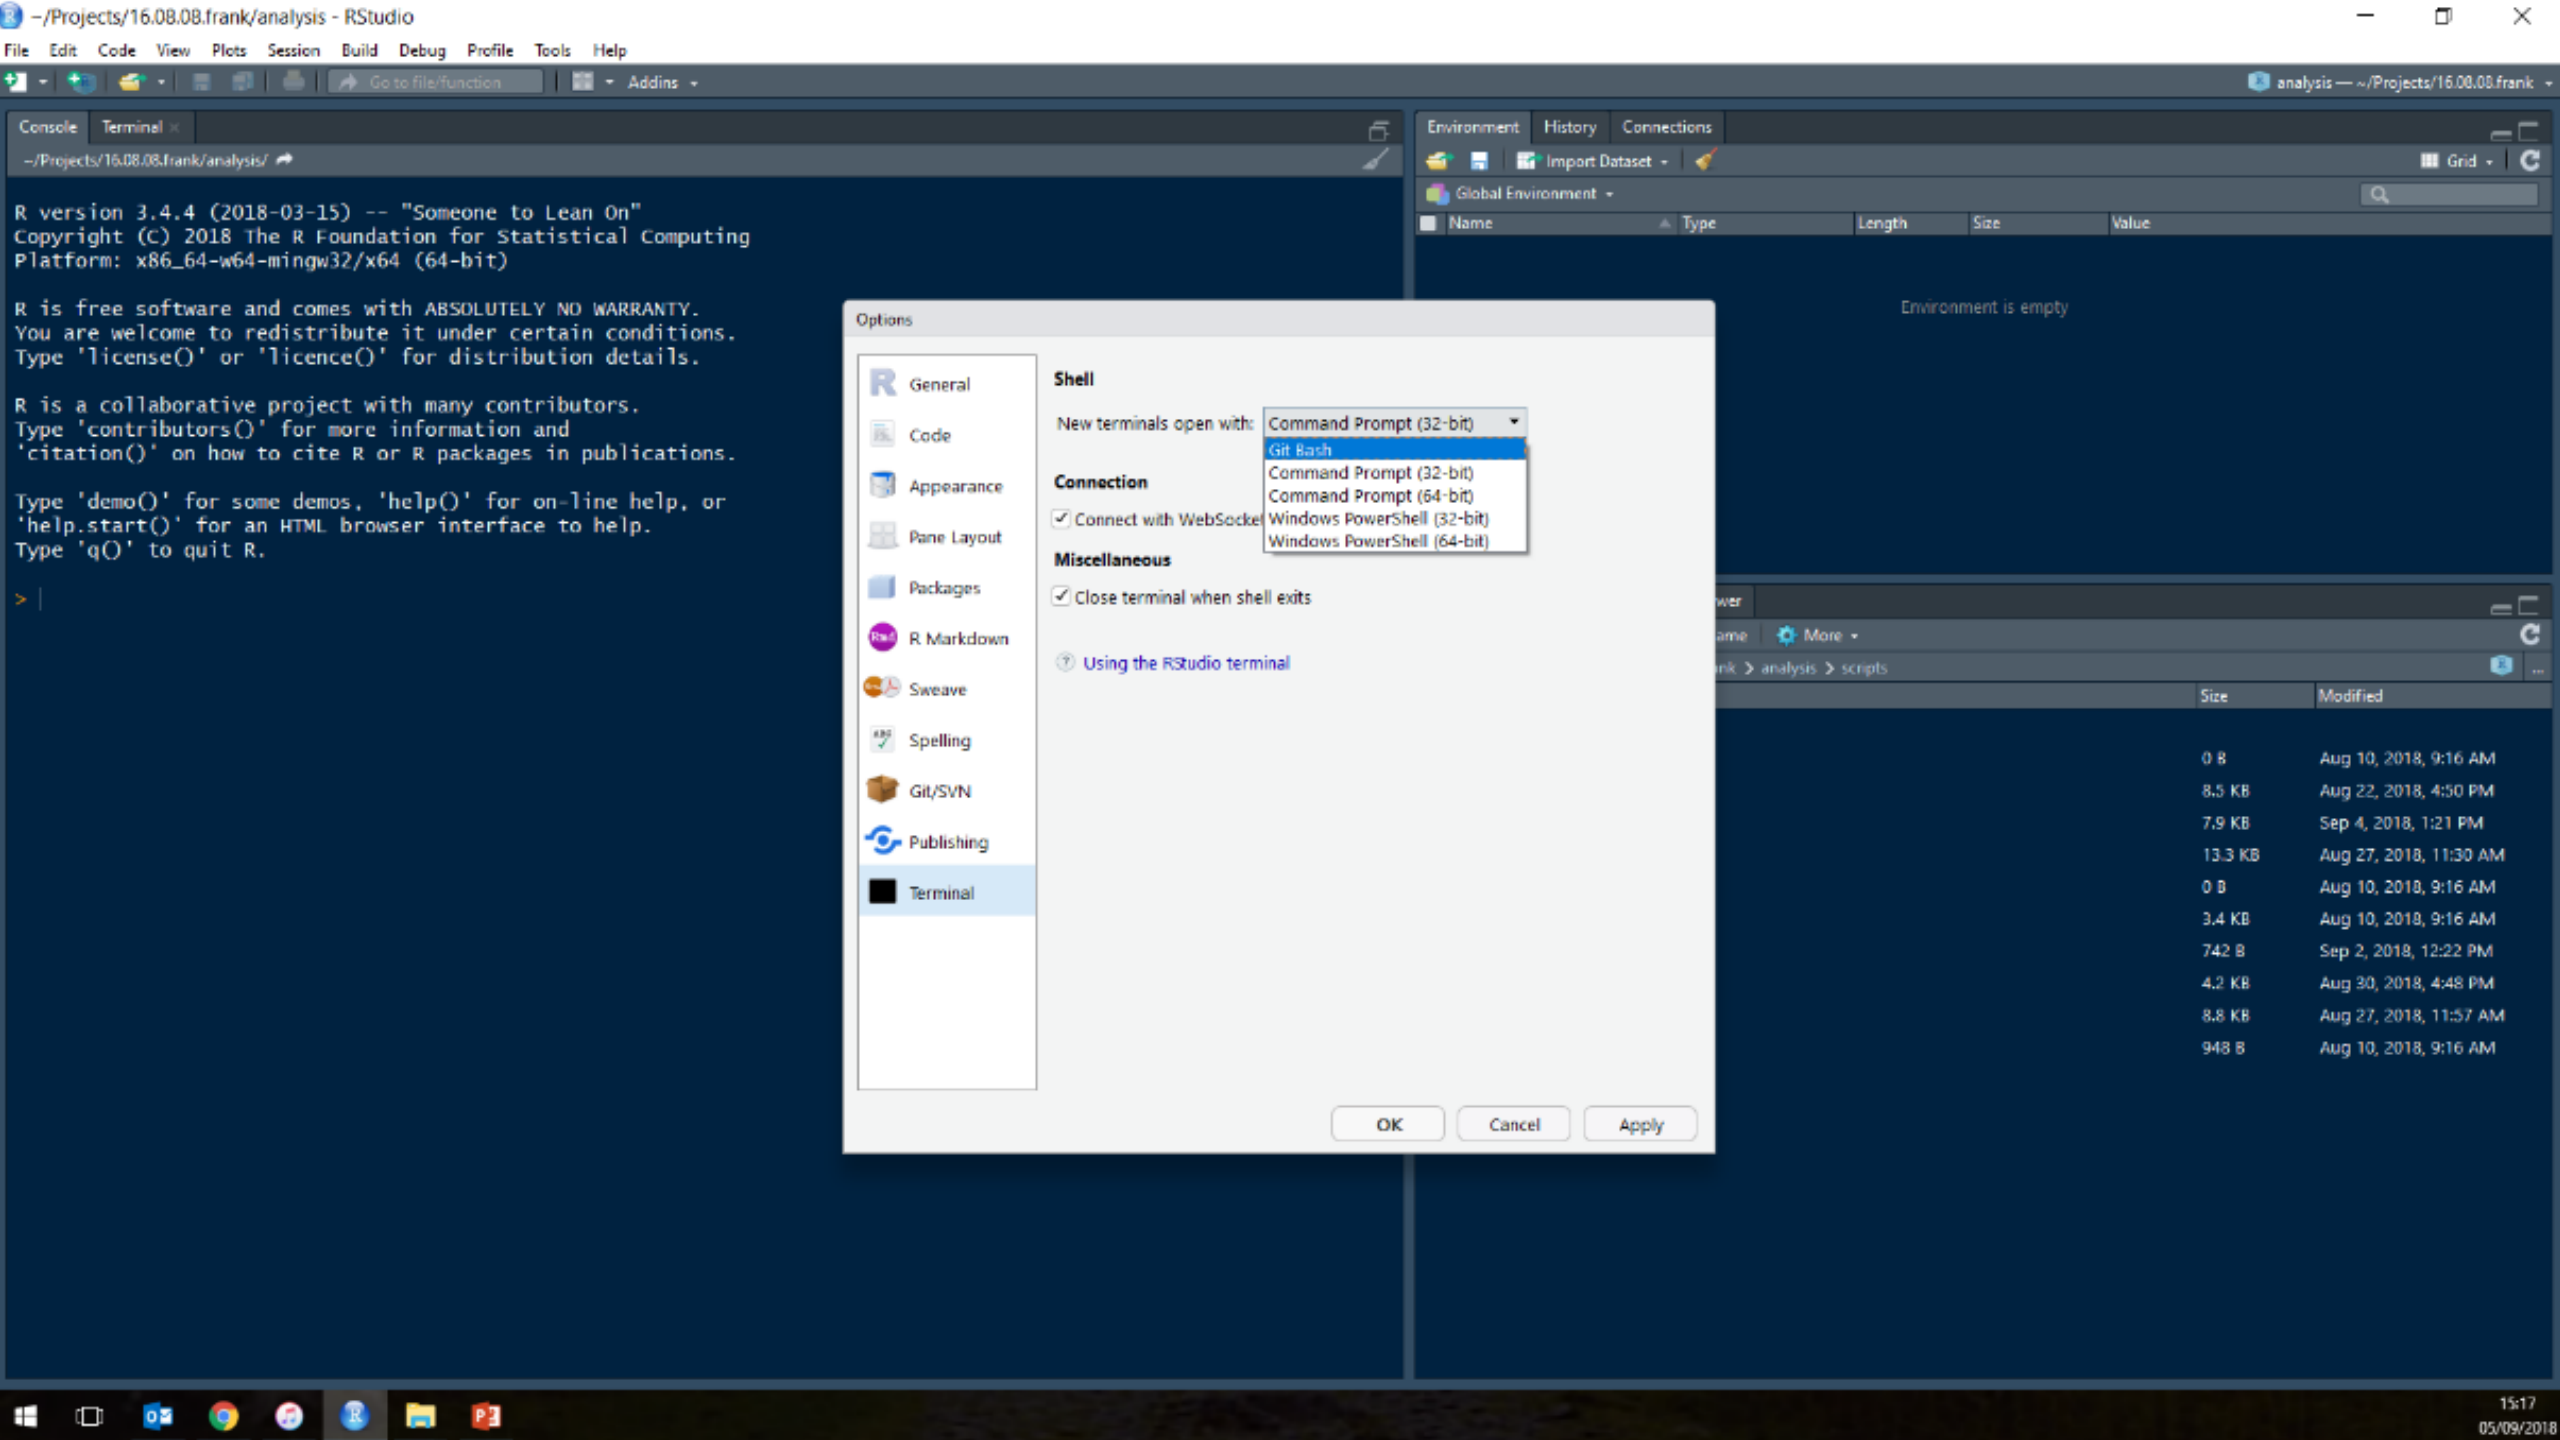 ~/Projects/16.08.08.frank/analysis - RStudio
File Edit Code View Plots Session Build Debug Profile Tools Help
Go to file/function Addins analysis — ~/Projects/16.08.08.frank
Console Terminal
~/Projects/16.08.08.frank/analysis/
R version 3.4.4 (2018-03-15) -- "Someone to Lean On"
Copyright (C) 2018 The R Foundation for Statistical Computing
Platform: x86_64-w64-mingw32/x64 (64-bit)
R is free software and comes with ABSOLUTELY NO WARRANTY.
You are welcome to redistribute it under certain conditions.
Type 'license()' or 'licence()' for distribution details.
R is a collaborative project with many contributors.
Type 'contributors()' for more information and
'citation()' on how to cite R or R packages in publications.
Type 'demo()' for some demos, 'help()' for on-line help, or
'help.start()' for an HTML browser interface to help.
Type 'q()' to quit R.
>
Environment History Connections
Import Dataset Grid
Global Environment
Name Type Length Size Value
Environment is empty
Options
General
Code
Appearance
Pane Layout
Packages
R Markdown
Sweave
Spelling
Git/SVN
Publishing
Terminal
Shell
New terminals open with: Command Prompt (32-bit)
Git Bash
Command Prompt (32-bit)
Command Prompt (64-bit)
Windows PowerShell (32-bit)
Windows PowerShell (64-bit)
Connection
Connect with WebSocket
Miscellaneous
Close terminal when shell exits
Using the RStudio terminal
OK Cancel Apply
wer
ame More
nk > analysis > scripts
Size Modified
0 B Aug 10, 2018, 9:16 AM
8.5 KB Aug 22, 2018, 4:50 PM
7.9 KB Sep 4, 2018, 1:21 PM
13.3 KB Aug 27, 2018, 11:30 AM
0 B Aug 10, 2018, 9:16 AM
3.4 KB Aug 10, 2018, 9:16 AM
742 B Sep 2, 2018, 12:22 PM
4.2 KB Aug 30, 2018, 4:48 PM
8.8 KB Aug 27, 2018, 11:57 AM
948 B Aug 10, 2018, 9:16 AM
15:17
05/09/2018